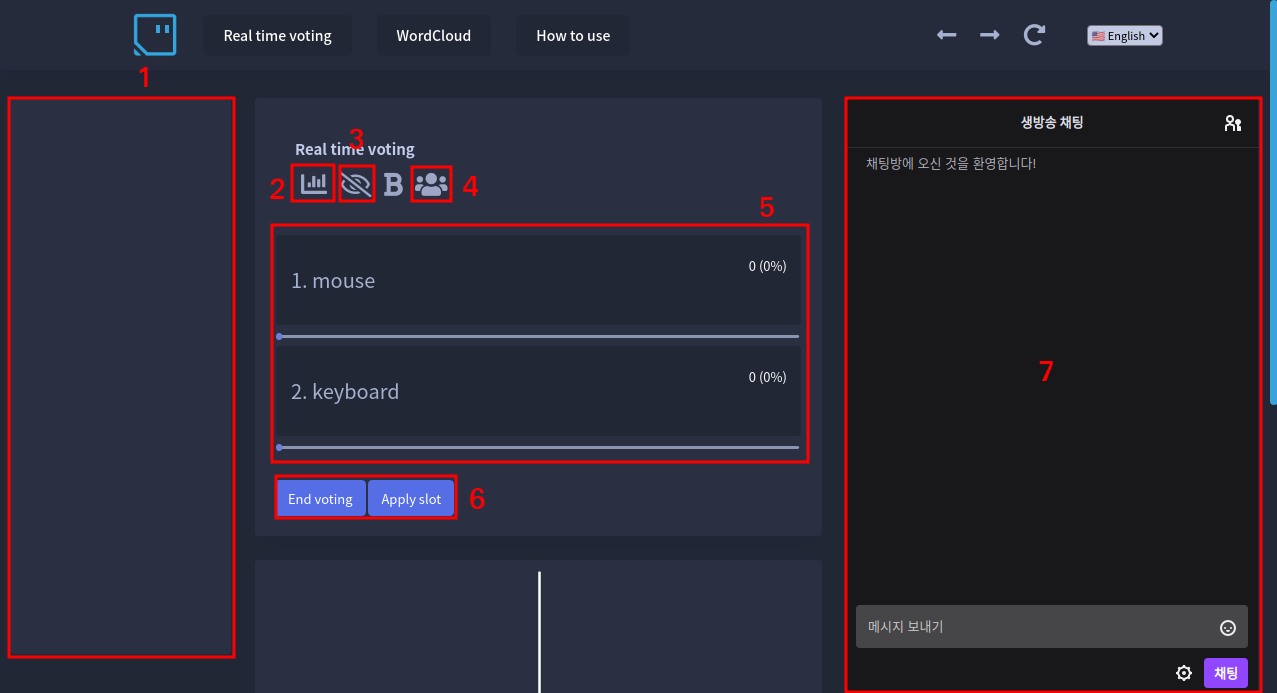 Real time voting
WordCloud
How to use
🇺🇸 English
1
생방송 채팅
3
Real time voting
채팅방에 오신 것을 환영합니다!
2
B
4
5
1. mouse
0 (0%)
2. keyboard
0 (0%)
7
End voting
Apply slot
6
메시지 보내기
채팅